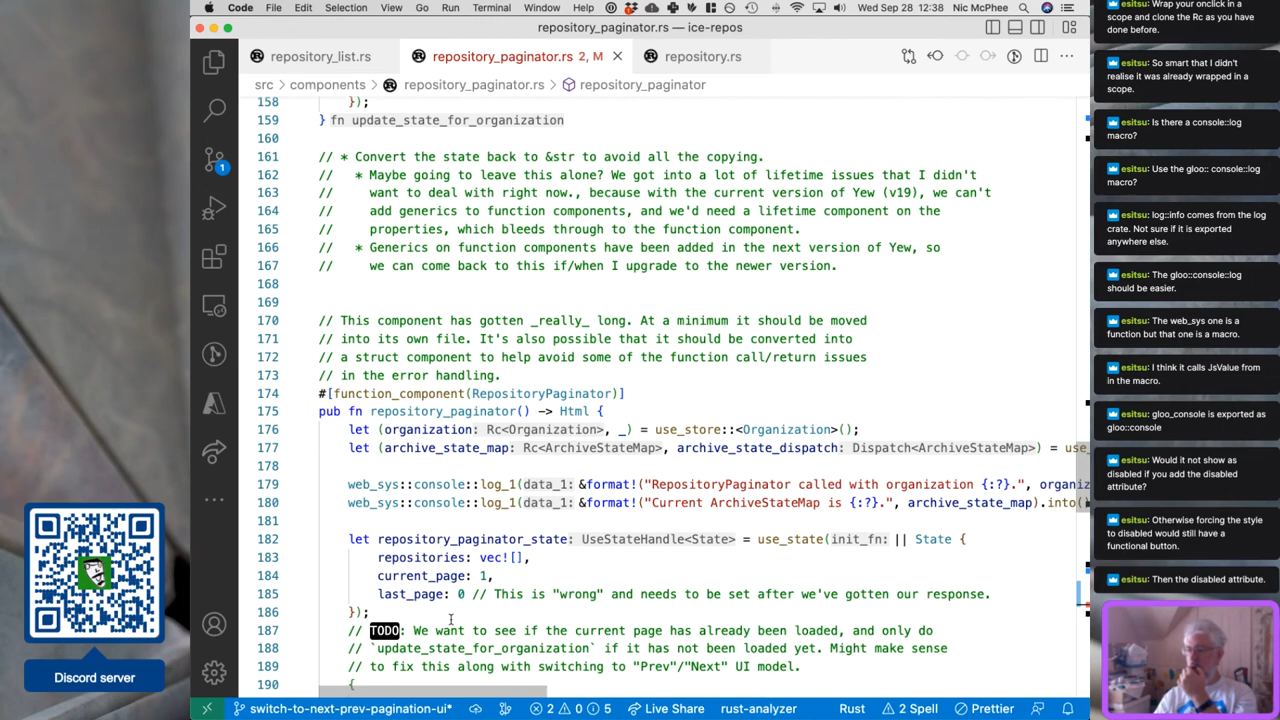 Code File Edit Selection View Go Run Terminal Window Help Wed Sep 28 12:38 Nic McPhee
repository_paginator.rs — ice-repos
repository_list.rs repository_paginator.rs 2, M repository.rs
src components repository_paginator.rs repository_paginator
158 });
159 } fn update_state_for_organization
160
161 // * Convert the state back to &str to avoid all the copying.
162 //   * Maybe going to leave this alone? We got into a lot of lifetime issues that I didn't
163 //     want to deal with right now., because with the current version of Yew (v19), we can't
164 //     add generics to function components, and we'd need a lifetime component on the
165 //     properties, which bleeds through to the function component.
166 //   * Generics on function components have been added in the next version of Yew, so
167 //     we can come back to this if/when I upgrade to the newer version.
168
169
170 // This component has gotten _really_ long. At a minimum it should be moved
171 // into its own file. It's also possible that it should be converted into
172 // a struct component to help avoid some of the function call/return issues
173 // in the error handling.
174 #[function_component(RepositoryPaginator)]
175 pub fn repository_paginator() -> Html {
176 let (organization: Rc<Organization>, _) = use_store::<Organization>();
177 let (archive_state_map: Rc<ArchiveStateMap>, archive_state_dispatch: Dispatch<ArchiveStateMap>) = use_
178
179 web_sys::console::log_1(data_1: &format!("RepositoryPaginator called with organization {:?}.", organiz
180 web_sys::console::log_1(data_1: &format!("Current ArchiveStateMap is {:?}.", archive_state_map).into()
181
182 let repository_paginator_state: UseStateHandle<State> = use_state(init_fn: || State {
183 repositories: vec![],
184 current_page: 1,
185 last_page: 0 // This is "wrong" and needs to be set after we've gotten our response.
186 });
187 // TODO: We want to see if the current page has already been loaded, and only do
188 // `update_state_for_organization` if it has not been loaded yet. Might make sense
189 // to fix this along with switching to "Prev"/"Next" UI model.
190 {
1
switch-to-next-prev-pagination-ui* 2 0 5 Live Share rust-analyzer Rust 2 Spell Prettier
Discord server
Wrap your onclick in a
scope and clone the Rc as you have
done before.
esitsu: So smart that I didn't
realise it was already wrapped in a
scope.
esitsu: Is there a console::log
macro?
esitsu: Use the gloo:: console::log
macro?
esitsu: log::info comes from the log
crate. Not sure if it is exported
anywhere else.
esitsu: The gloo::console::log
should be easier.
esitsu: The web_sys one is a
function but that one is a macro.
esitsu: I think it calls JsValue from
in the macro.
esitsu: gloo_console is exported as
gloo::console
esitsu: Would it not show as
disabled if you add the disabled
attribute?
esitsu: Otherwise forcing the style
to disabled would still have a
functional button.
esitsu: Then the disabled attribute.